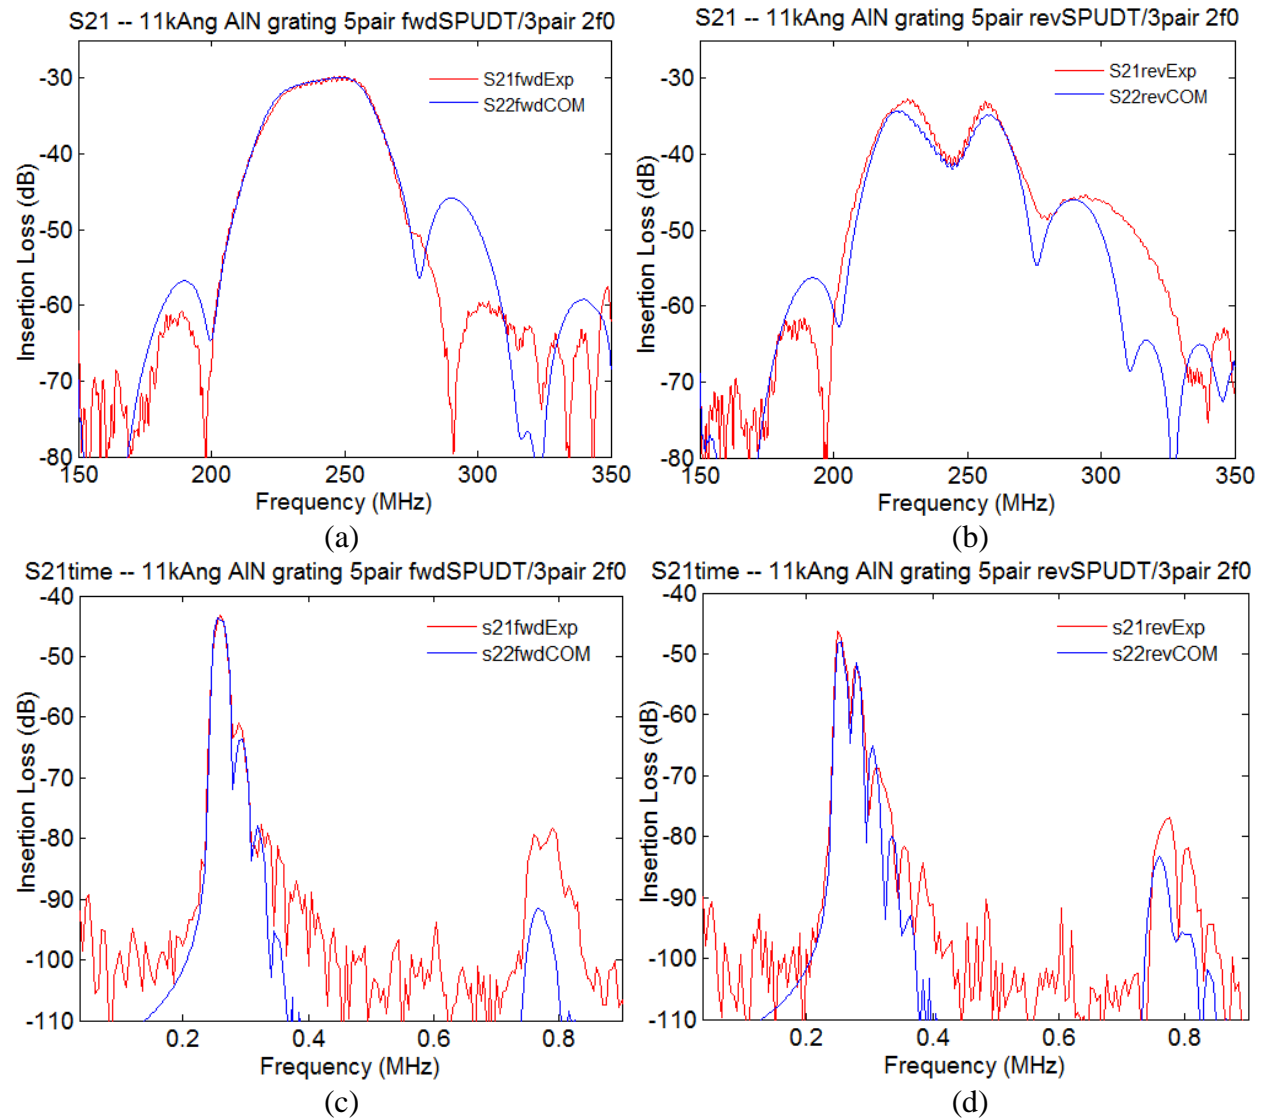 S21 -- 11kAng AlN grating 5pair fwdSPUDT/3pair 2f0
Insertion Loss (dB)
-30
-40
-50
-60
-70
-80
S21fwdExp
S22fwdCOM
150 200 250 300 350
Frequency (MHz)
(a)
S21 -- 11kAng AlN grating 5pair revSPUDT/3pair 2f0
Insertion Loss (dB)
-30
-40
-50
-60
-70
-80
S21revExp
S22revCOM
150 200 250 300 350
Frequency (MHz)
(b)
S21time -- 11kAng AlN grating 5pair fwdSPUDT/3pair 2f0
Insertion Loss (dB)
-40
-50
-60
-70
-80
-90
-100
-110
s21fwdExp
s22fwdCOM
0.2 0.4 0.6 0.8
Frequency (MHz)
(c)
S21time -- 11kAng AlN grating 5pair revSPUDT/3pair 2f0
Insertion Loss (dB)
-40
-50
-60
-70
-80
-90
-100
-110
s21revExp
s22revCOM
0.2 0.4 0.6 0.8
Frequency (MHz)
(d)